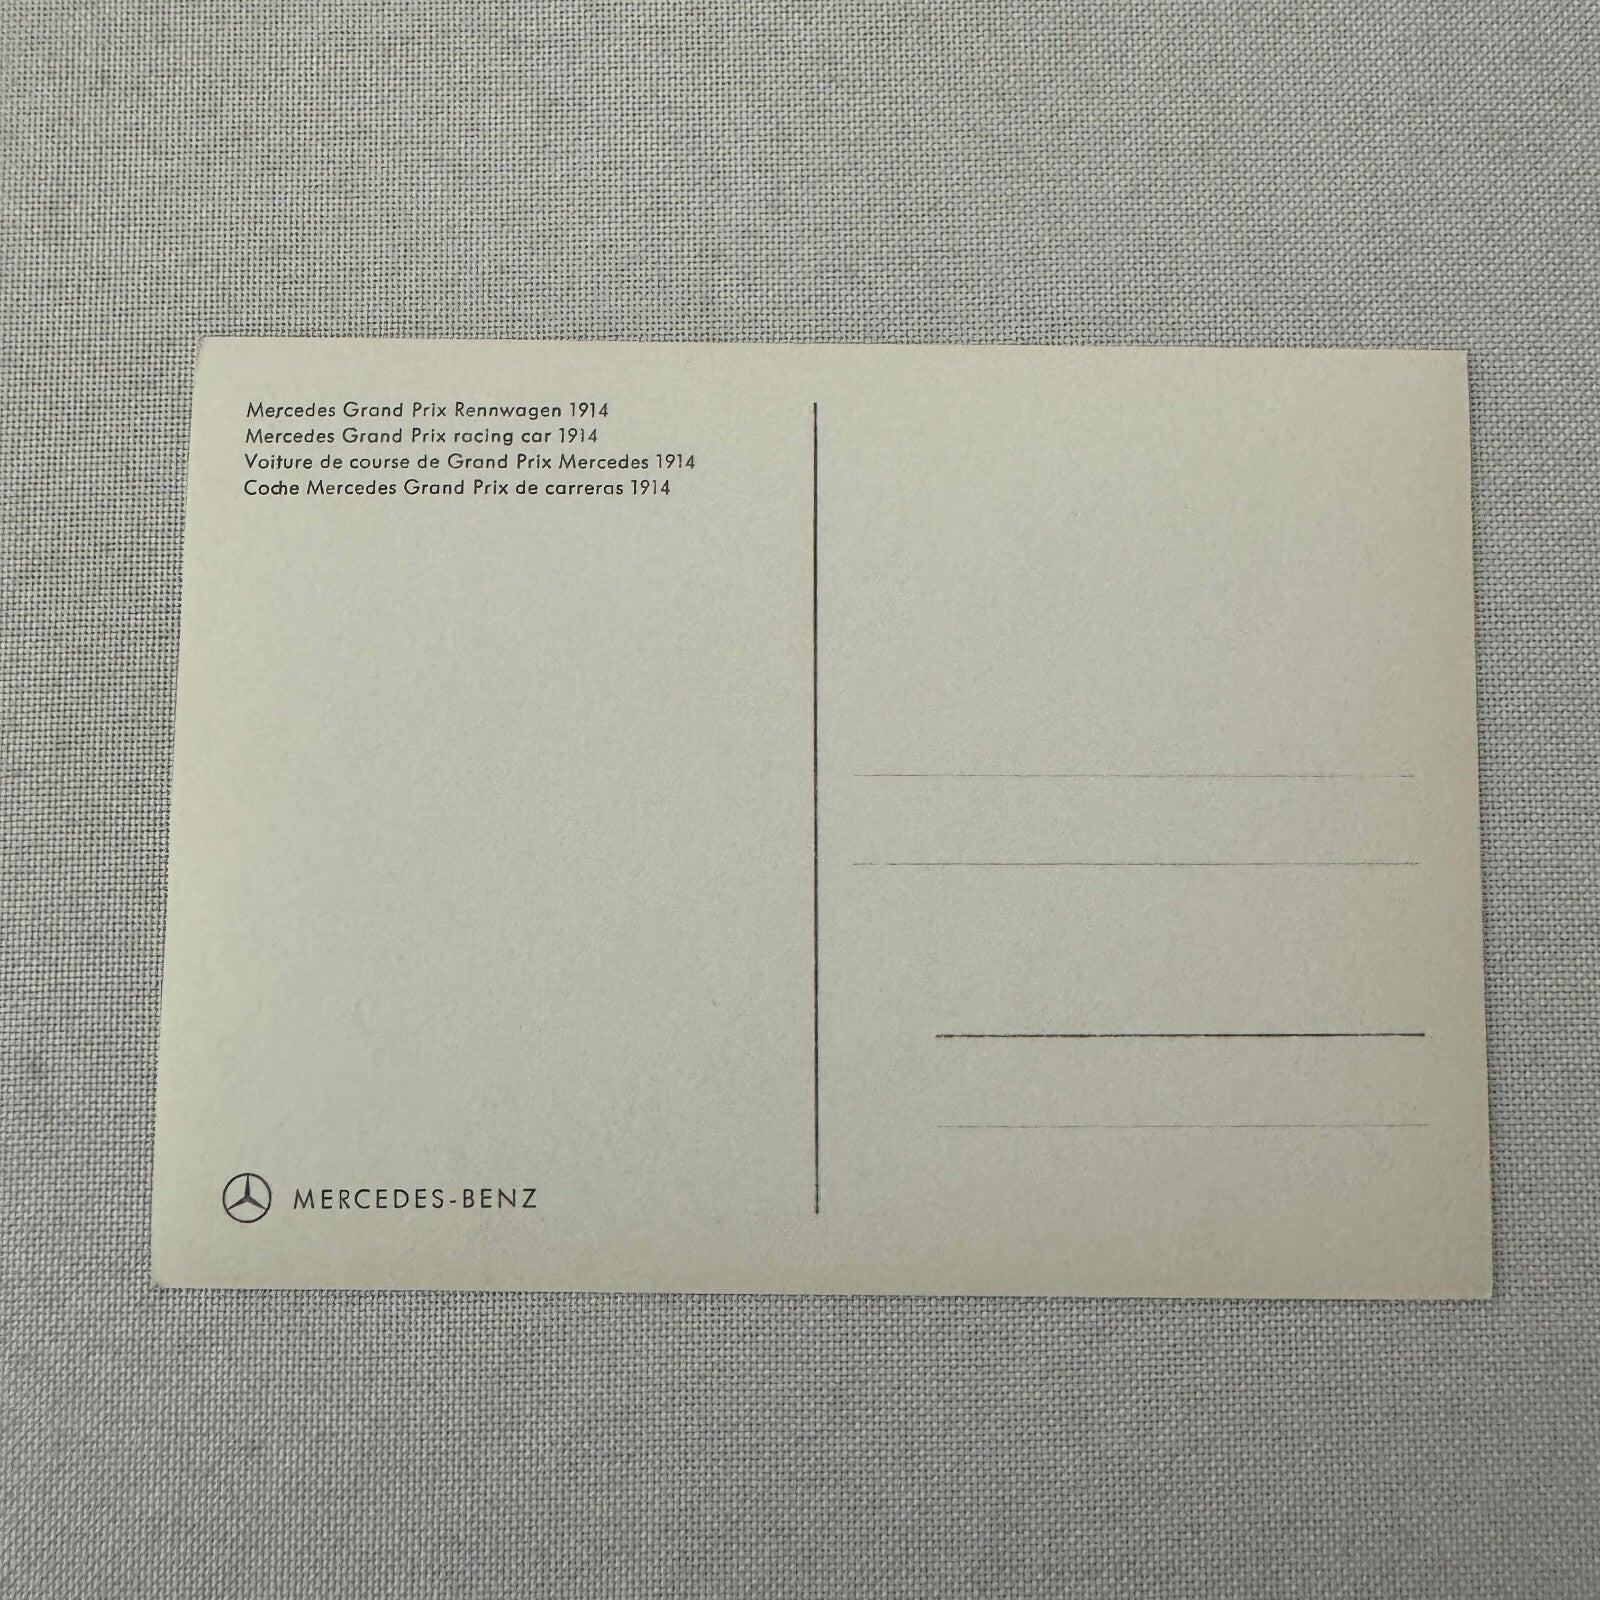 Mercedes Grand Prix Rennwagen 1914
Mercedes Grand Prix racing car 1914
Voiture de course de Grand Prix Mercedes 1914
Coche Mercedes Grand Prix de carreras 1914
MERCEDES-BENZ